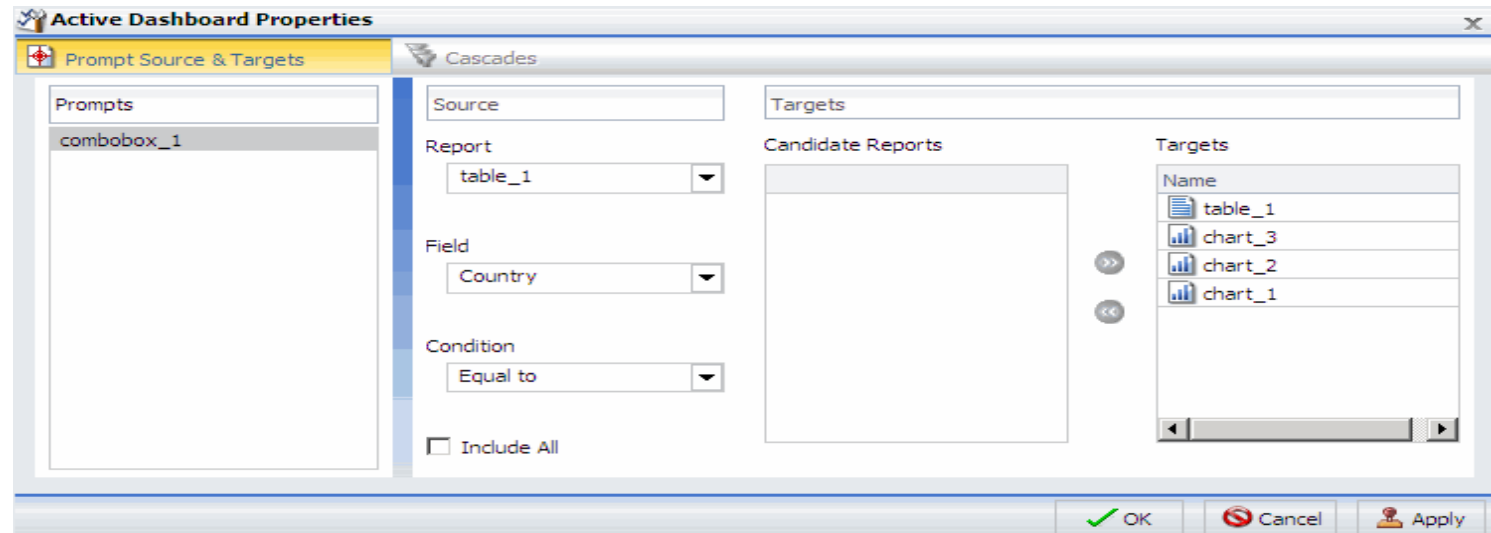 Active Dashboard Properties
Prompt Source & Targets
Cascades
Prompts
combobox_1
Source
Report
table_1
Field
Country
Condition
Equal to
Include All
Targets
Candidate Reports
Targets
Name
table_1
chart_3
chart_2
chart_1
OK
Cancel
Apply